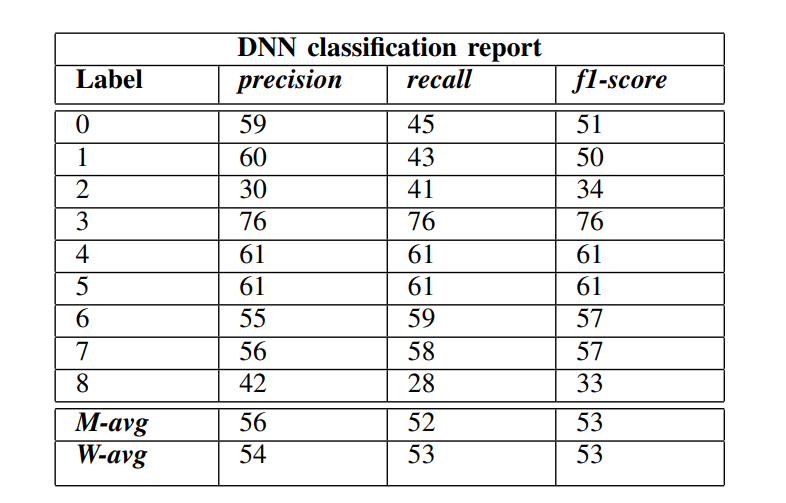 DNN classification report
Label precision recall f1-score
0 59 45 51
1 60 43 50
2 30 41 34
3 76 76 76
4 61 61 61
5 61 61 61
6 55 59 57
7 56 58 57
8 42 28 33
M-avg 56 52 53
W-avg 54 53 53